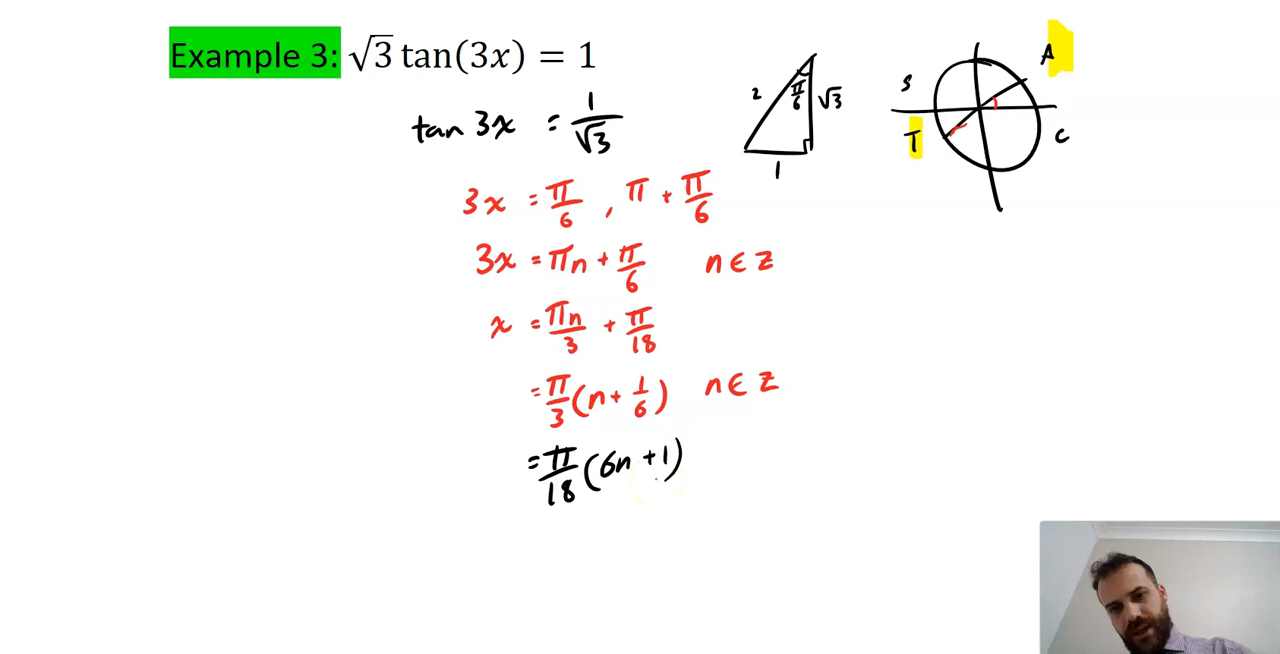 Example 3: √3 tan(3x) = 1
tan 3x = 1/√3
2 π/6 √3
1
S A
T C
3x = π/6 , π + π/6
3x = πn + π/6 n ∈ z
x = πn/3 + π/18
= π/3 (n + 1/6) n ∈ z
= π/18 (6n + 1)